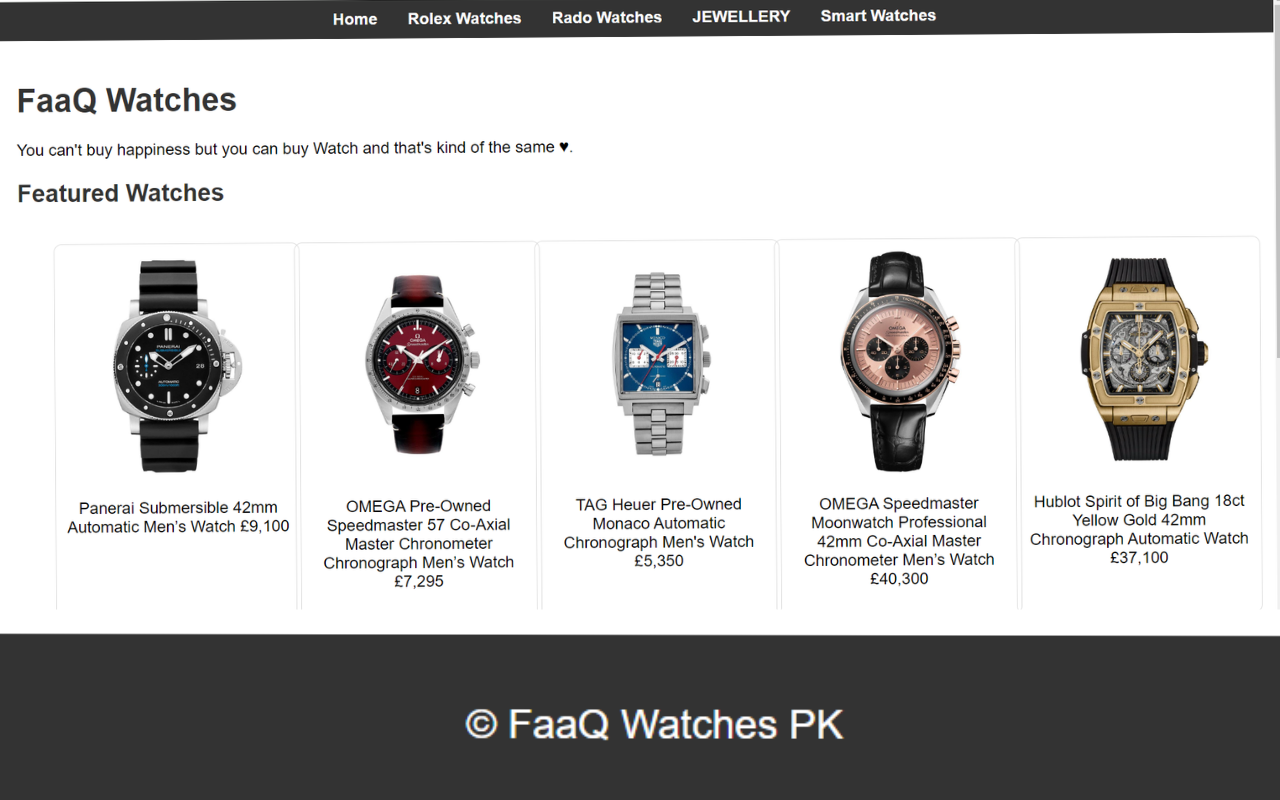 Home Rolex Watches Rado Watches JEWELLERY Smart Watches
FaaQ Watches
You can't buy happiness but you can buy Watch and that's kind of the same ♥.
Featured Watches
PANERAI
AUTOMATIC
OMEGA
OMEGA
Panerai Submersible 42mm
Automatic Men’s Watch £9,100
OMEGA Pre-Owned
Speedmaster 57 Co-Axial
Master Chronometer
Chronograph Men’s Watch
£7,295
TAG Heuer Pre-Owned
Monaco Automatic
Chronograph Men's Watch
£5,350
OMEGA Speedmaster
Moonwatch Professional
42mm Co-Axial Master
Chronometer Men’s Watch
£40,300
Hublot Spirit of Big Bang 18ct
Yellow Gold 42mm
Chronograph Automatic Watch
£37,100
© FaaQ Watches PK